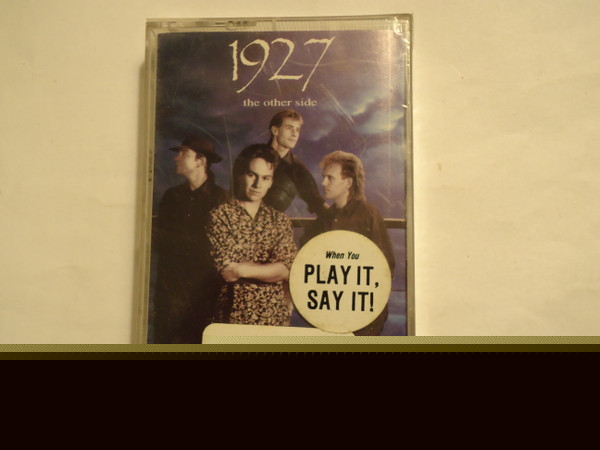 1927
the other side
When You
PLAY IT,
SAY IT!